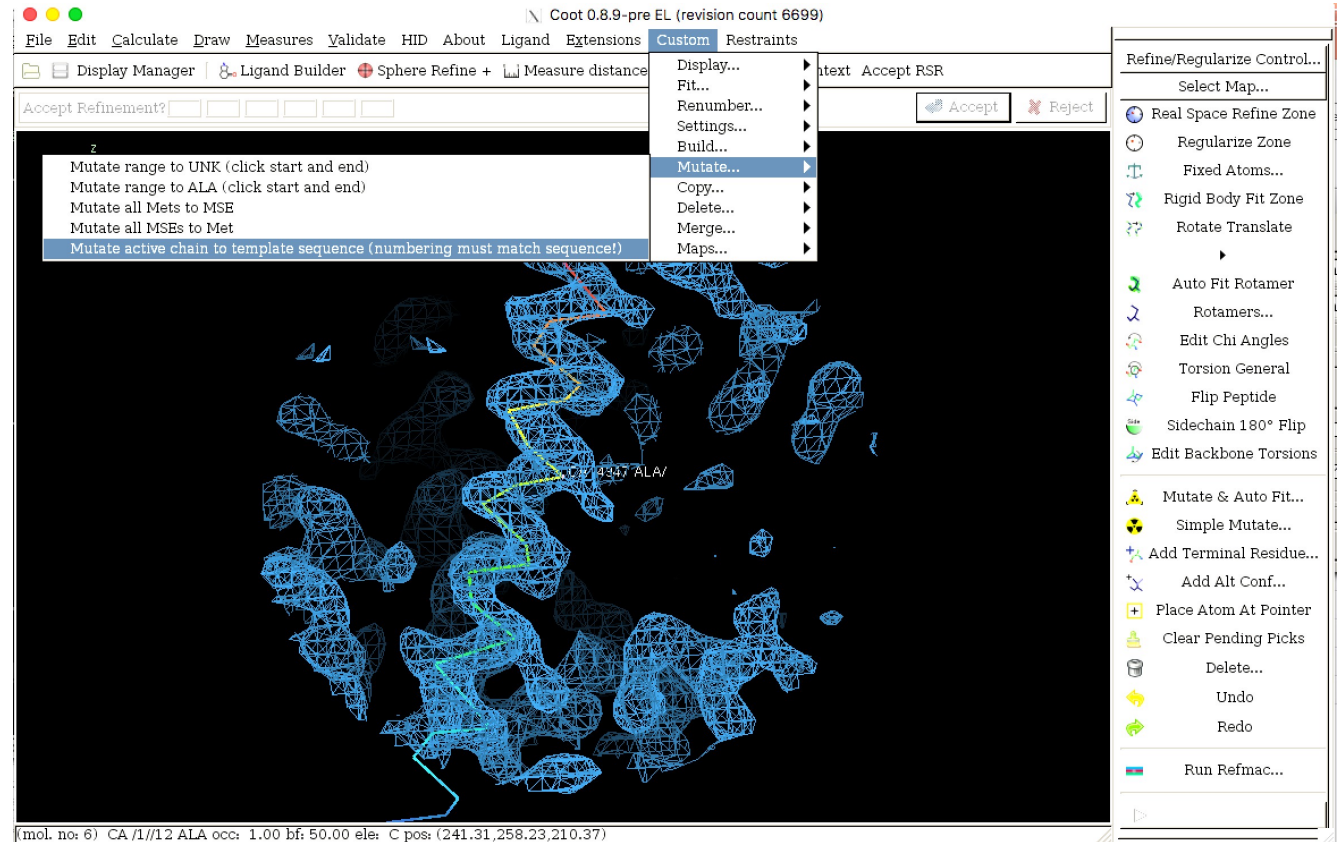 Coot 0.8.9-pre EL (revision count 6699)
File Edit Calculate Draw Measures Validate HID About Ligand Extensions Custom Restraints
Display Manager Ligand Builder Sphere Refine + Measure distance ntext Accept RSR
Accept Refinement? Accept Reject
Display...
Fit...
Renumber...
Settings...
Build...
Mutate...
Copy...
Delete...
Merge...
Maps...
z
Mutate range to UNK (click start and end)
Mutate range to ALA (click start and end)
Mutate all Mets to MSE
Mutate all MSEs to Met
Mutate active chain to template sequence (numbering must match sequence!)
4947 ALA/
Refine/Regularize Control...
Select Map...
Real Space Refine Zone
Regularize Zone
Fixed Atoms...
Rigid Body Fit Zone
Rotate Translate
Auto Fit Rotamer
Rotamers...
Edit Chi Angles
Torsion General
Flip Peptide
Side
Sidechain 180° Flip
Edit Backbone Torsions
Mutate & Auto Fit...
Simple Mutate...
Add Terminal Residue...
Add Alt Conf...
Place Atom At Pointer
Clear Pending Picks
Delete...
Undo
Redo
Run Refmac...
(mol. no: 6) CA /1//12 ALA occ: 1.00 bf: 50.00 ele: C pos: (241.31,258.23,210.37)